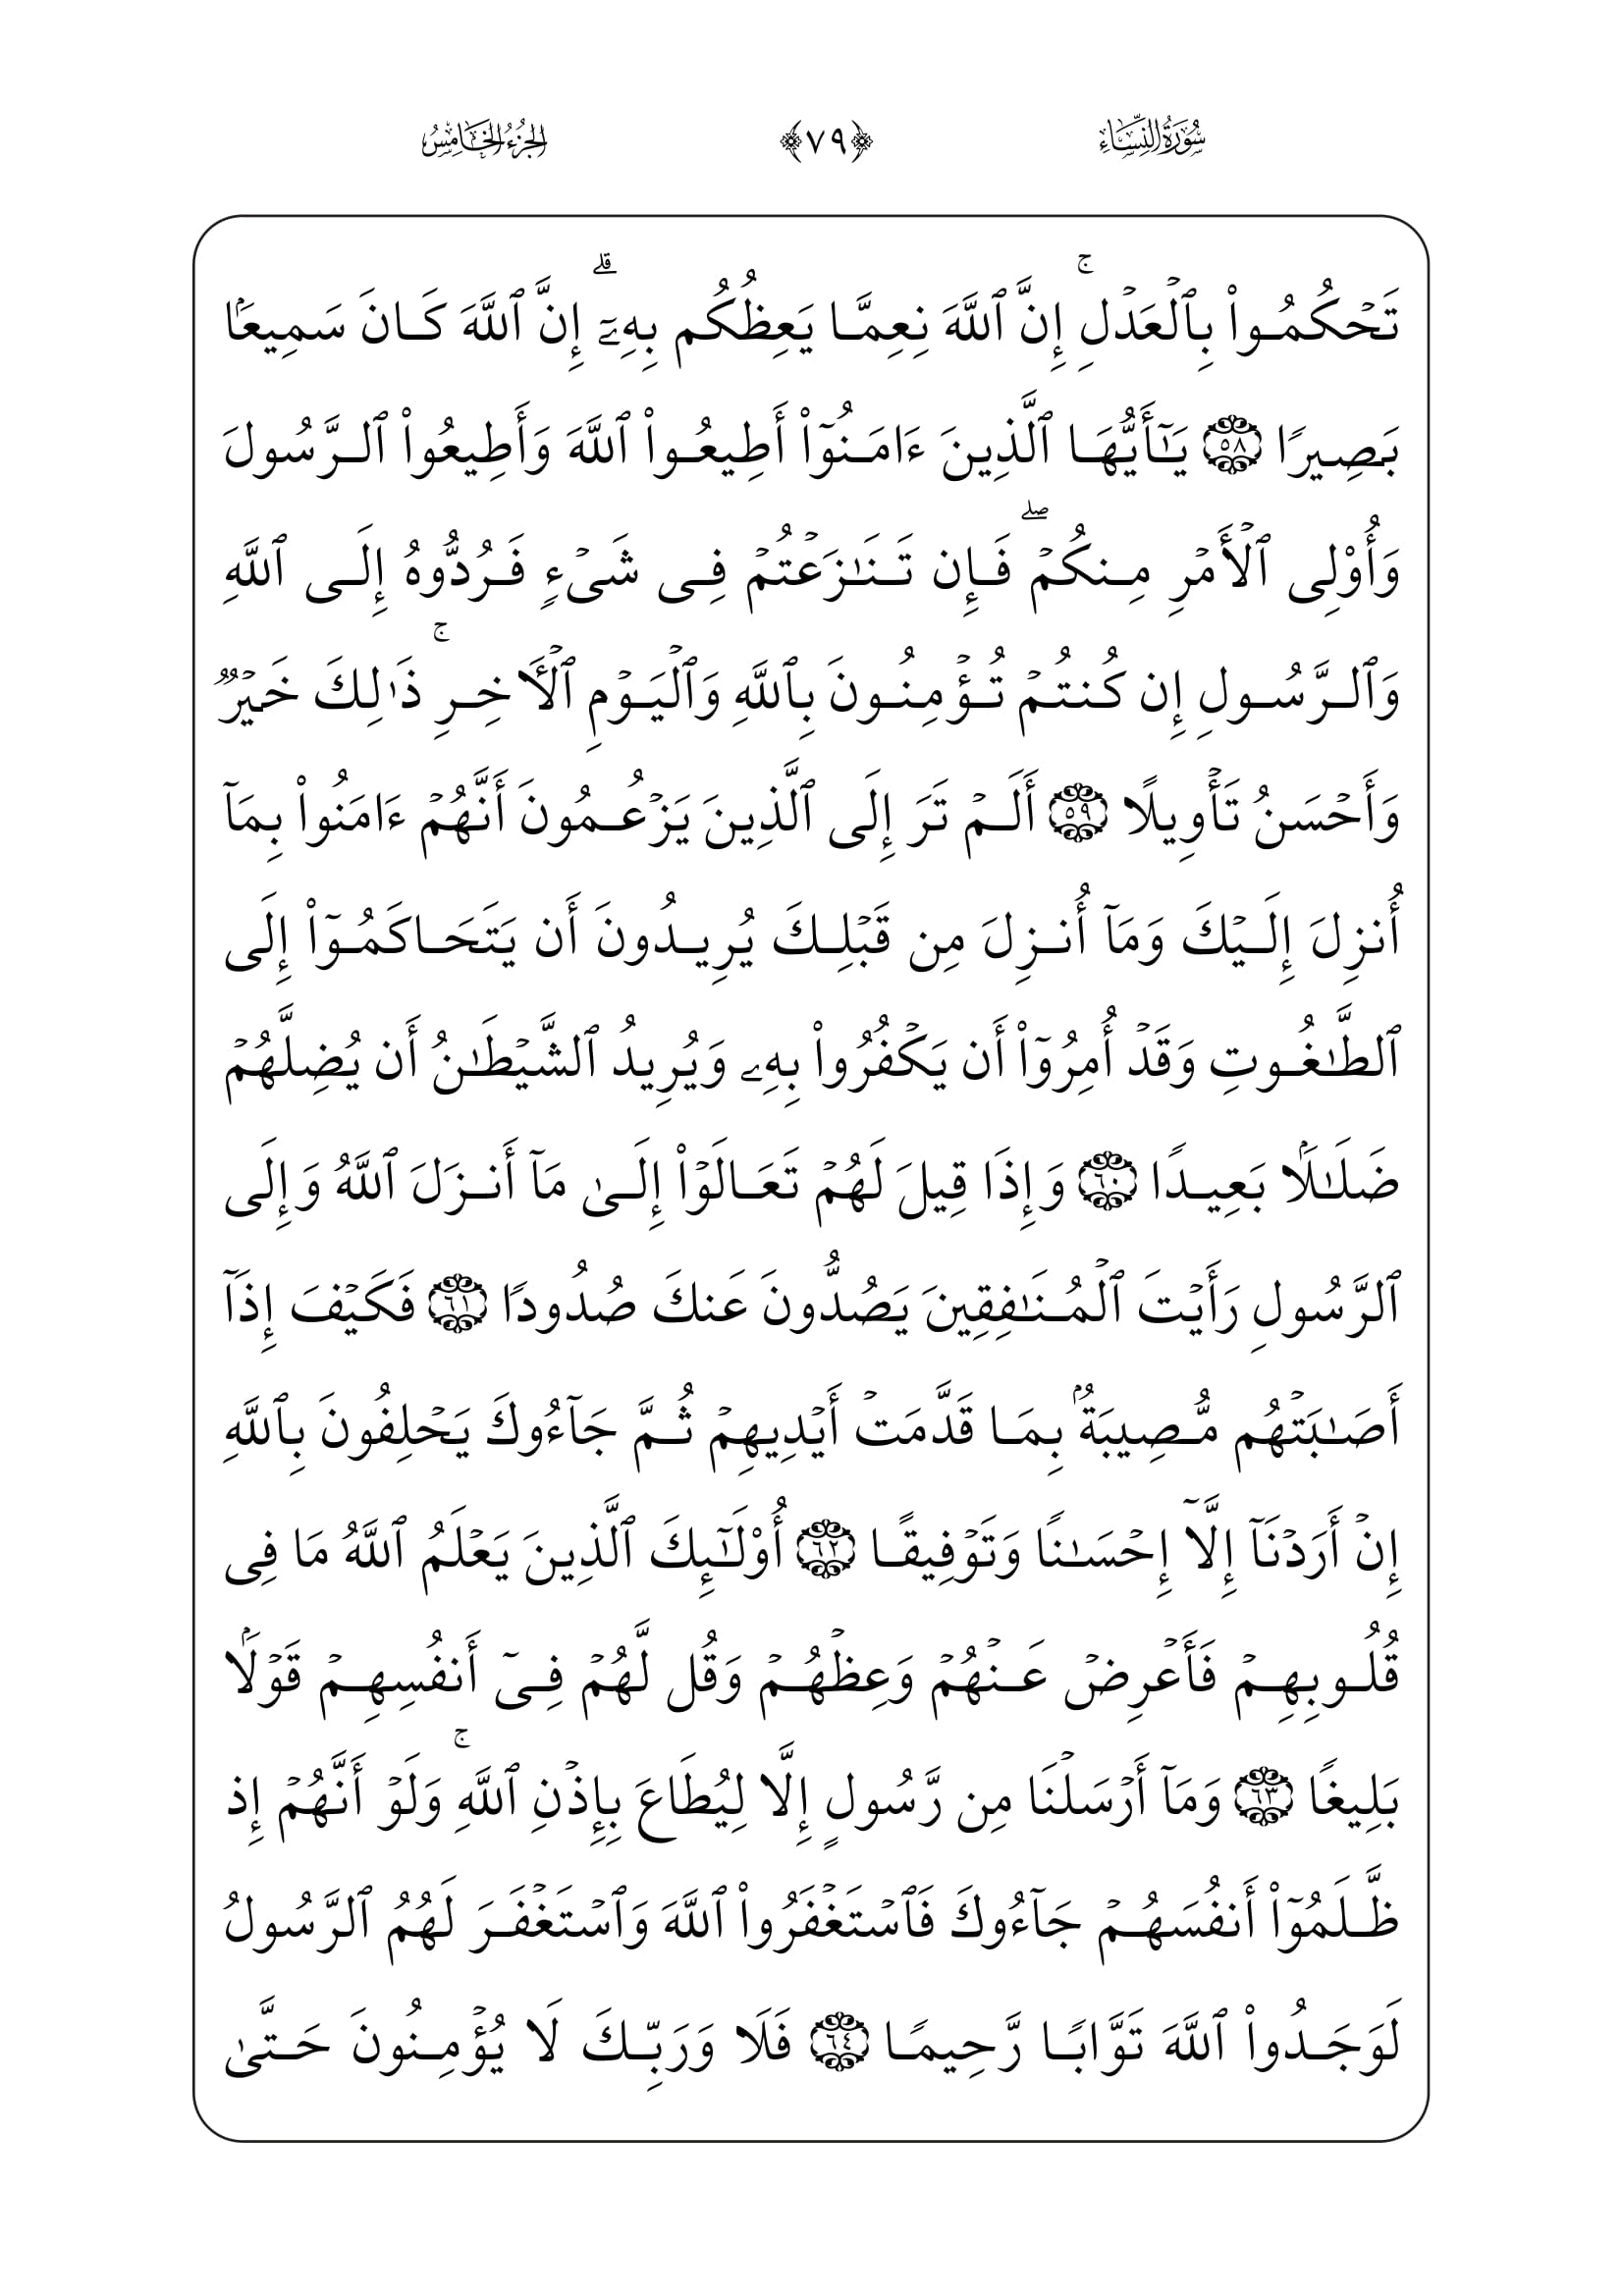 سُورَةُ النِّسَاءِ ﴿٧٩﴾ الجُزْءُ الخَامِسُ
تَحۡكُمُواْ بِٱلۡعَدۡلِۚ إِنَّ ٱللَّهَ نِعِمَّا يَعِظُكُم بِهِۦٓۗ إِنَّ ٱللَّهَ كَانَ سَمِيعَۢا
بَصِيرٗا ٥٨ يَـٰٓأَيُّهَا ٱلَّذِينَ ءَامَنُوٓاْ أَطِيعُواْ ٱللَّهَ وَأَطِيعُواْ ٱلرَّسُولَ
وَأُوْلِى ٱلۡأَمۡرِ مِنكُمۡۖ فَإِن تَنَـٰزَعۡتُمۡ فِى شَىۡءٖ فَرُدُّوهُ إِلَى ٱللَّهِ
وَٱلرَّسُولِ إِن كُنتُمۡ تُؤۡمِنُونَ بِٱللَّهِ وَٱلۡيَوۡمِ ٱلۡأَخِرِۚ ذَٰلِكَ خَيۡرٞ
وَأَحۡسَنُ تَأۡوِيلًا ٥٩ أَلَمۡ تَرَ إِلَى ٱلَّذِينَ يَزۡعُمُونَ أَنَّهُمۡ ءَامَنُواْ بِمَآ
أُنزِلَ إِلَيۡكَ وَمَآ أُنزِلَ مِن قَبۡلِكَ يُرِيدُونَ أَن يَتَحَاكَمُوٓاْ إِلَى
ٱلطَّـٰغُوتِ وَقَدۡ أُمِرُوٓاْ أَن يَكۡفُرُواْ بِهِۦ وَيُرِيدُ ٱلشَّيۡطَـٰنُ أَن يُضِلَّهُمۡ
ضَلَـٰلَۢا بَعِيدٗا ٦٠ وَإِذَا قِيلَ لَهُمۡ تَعَالَوۡاْ إِلَىٰ مَآ أَنزَلَ ٱللَّهُ وَإِلَى
ٱلرَّسُولِ رَأَيۡتَ ٱلۡمُنَـٰفِقِينَ يَصُدُّونَ عَنكَ صُدُودٗا ٦١ فَكَيۡفَ إِذَآ
أَصَـٰبَتۡهُم مُّصِيبَةُۢ بِمَا قَدَّمَتۡ أَيۡدِيهِمۡ ثُمَّ جَآءُوكَ يَحۡلِفُونَ بِٱللَّهِ
إِنۡ أَرَدۡنَآ إِلَّآ إِحۡسَـٰنٗا وَتَوۡفِيقًا ٦٢ أُوْلَـٰٓئِكَ ٱلَّذِينَ يَعۡلَمُ ٱللَّهُ مَا فِى
قُلُوبِهِمۡ فَأَعۡرِضۡ عَنۡهُمۡ وَعِظۡهُمۡ وَقُل لَّهُمۡ فِىٓ أَنفُسِهِمۡ قَوۡلَۢا
بَلِيغٗا ٦٣ وَمَآ أَرۡسَلۡنَا مِن رَّسُولٍ إِلَّا لِيُطَاعَ بِإِذۡنِ ٱللَّهِۚ وَلَوۡ أَنَّهُمۡ إِذ
ظَّلَمُوٓاْ أَنفُسَهُمۡ جَآءُوكَ فَٱسۡتَغۡفَرُواْ ٱللَّهَ وَٱسۡتَغۡفَرَ لَهُمُ ٱلرَّسُولُ
لَوَجَدُواْ ٱللَّهَ تَوَّابٗا رَّحِيمٗا ٦٤ فَلَا وَرَبِّكَ لَا يُؤۡمِنُونَ حَتَّىٰ